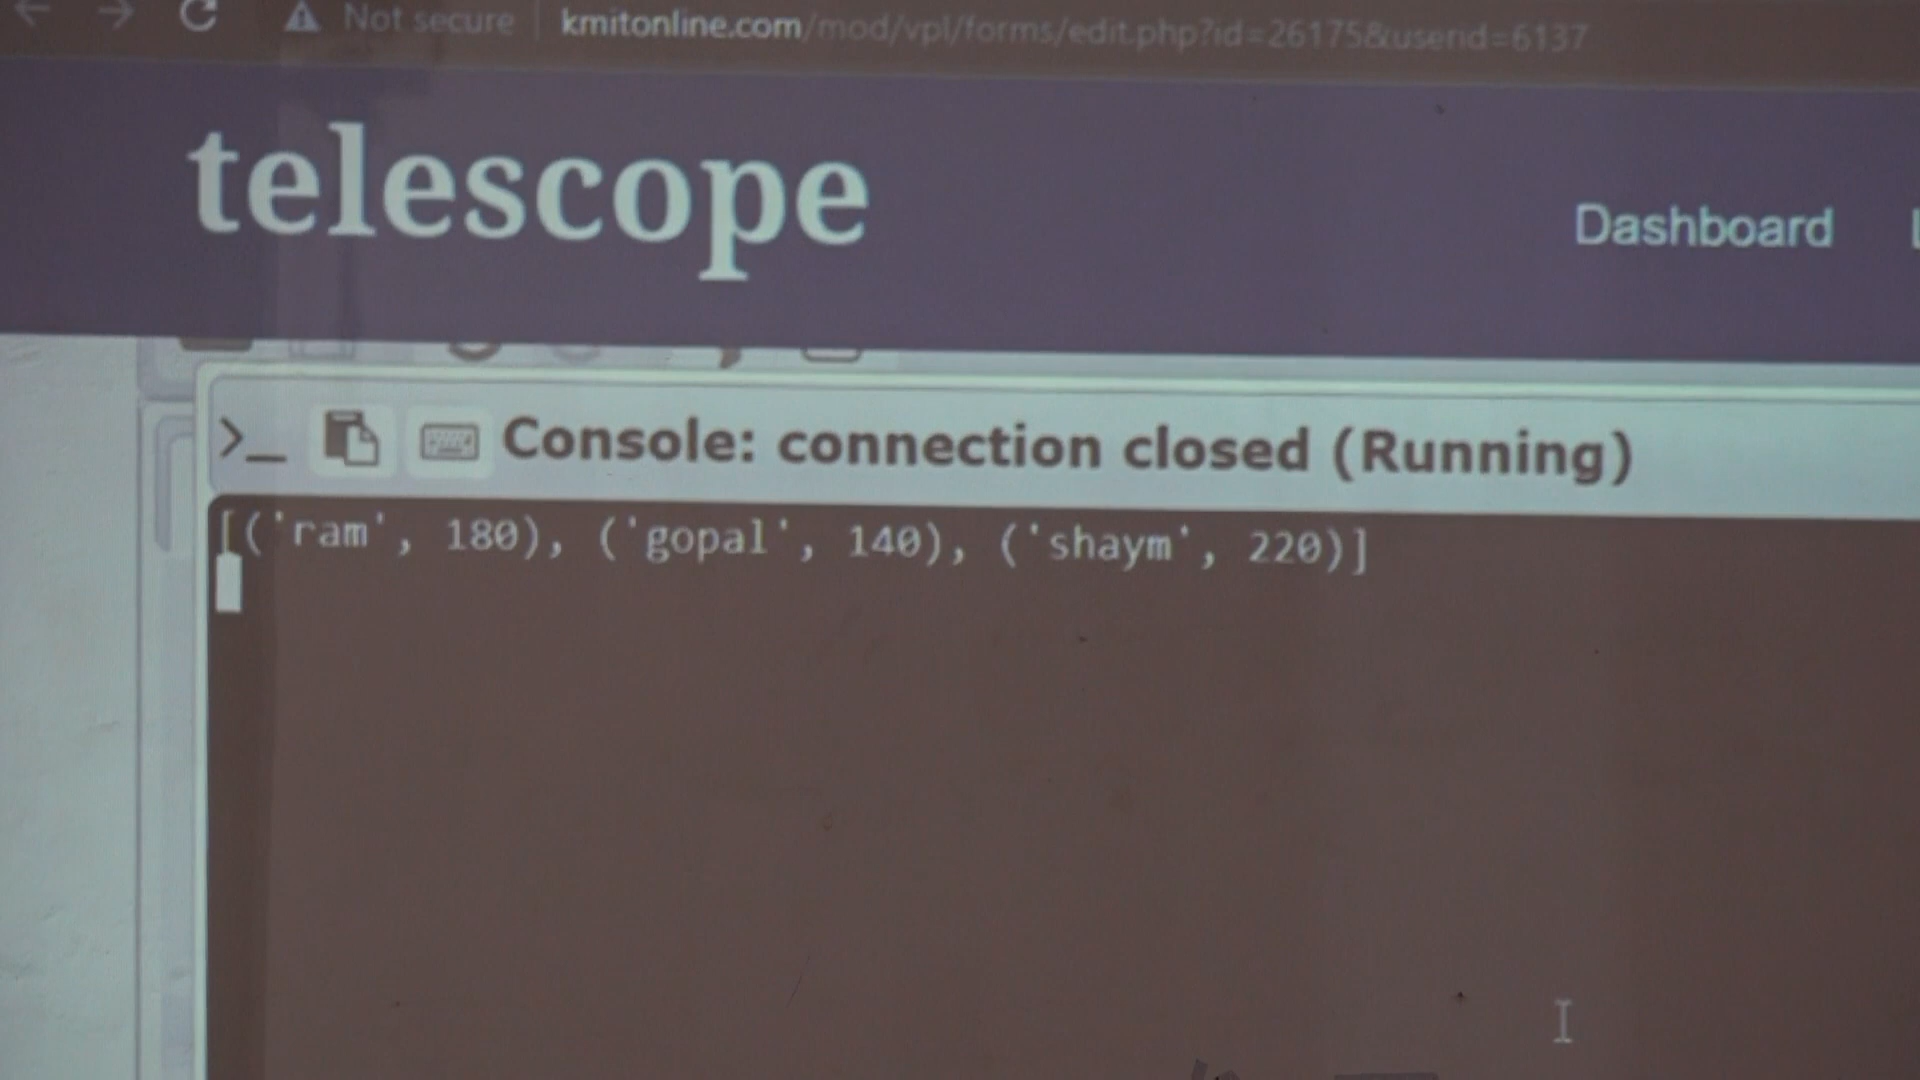 Not secure kmitonline.com/mod/vpl/forms/edit.php?id=26175&userid=6137
telescope
Dashboard
>_ Console: connection closed (Running)
[('ram', 180), ('gopal', 140), ('shaym', 220)]